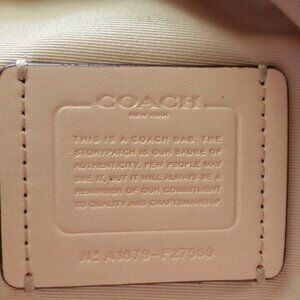 COACH
NEW YORK
THIS IS A COACH BAG. THE
STORYPATCH IS OUR BADGE OF
AUTHENTICITY. FEW PEOPLE MAY
SEE IT, BUT IT WILL ALWAYS BE A
REMINDER OF OUR COMMITMENT
TO QUALITY AND CRAFTSMANSHIP.
Nº A1879-F27580